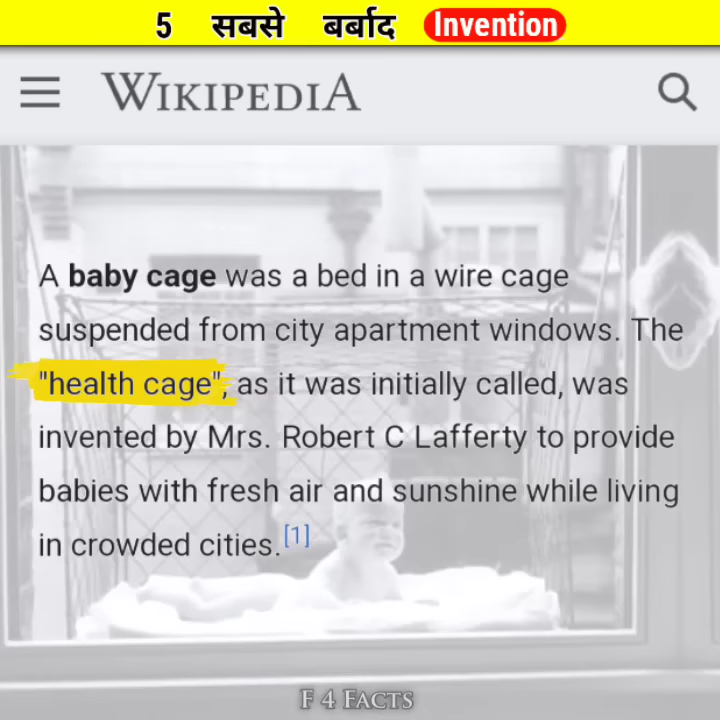 5 सबसे बर्बाद Invention
WIKIPEDIA
A baby cage was a bed in a wire cage
suspended from city apartment windows. The
"health cage", as it was initially called, was
invented by Mrs. Robert C Lafferty to provide
babies with fresh air and sunshine while living
in crowded cities.[1]
F 4 FACTS